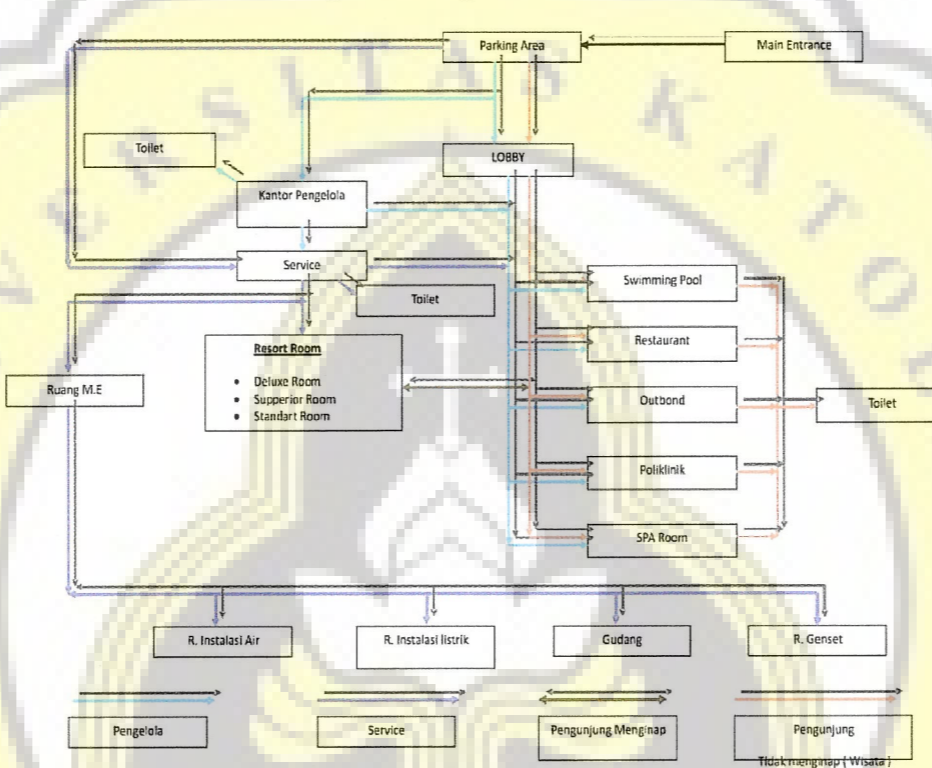 Parking Area
Main Entrance
Toilet
LOBBY
Kantor Pengelola
Service
Toilet
Swimming Pool
Restaurant
Resort Room
• Deluxe Room
• Supperior Room
• Standart Room
Ruang M.E
Outbond
Toilet
Poliklinik
SPA Room
R. Instalasi Air
R. Instalasi listrik
Gudang
R. Genset
Pengelola
Service
Pengunjung Menginap
Pengunjung
Tidak menginap ( Wisata )